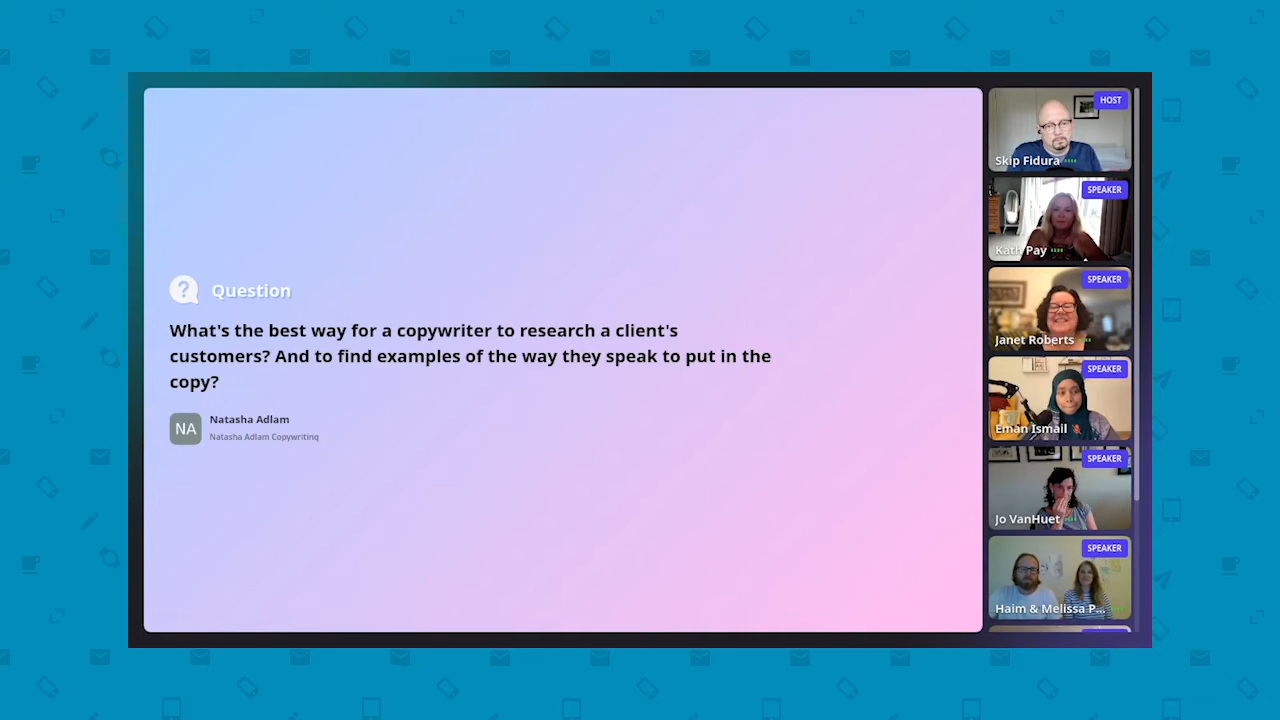 Question
What's the best way for a copywriter to research a client's
customers? And to find examples of the way they speak to put in the
copy?
NA
Natasha Adlam
Natasha Adlam Copywriting
HOST
Skip Fidura
SPEAKER
Kath Pay
SPEAKER
Janet Roberts
SPEAKER
Eman Ismail
SPEAKER
Jo VanHuet
SPEAKER
Haim & Melissa P...